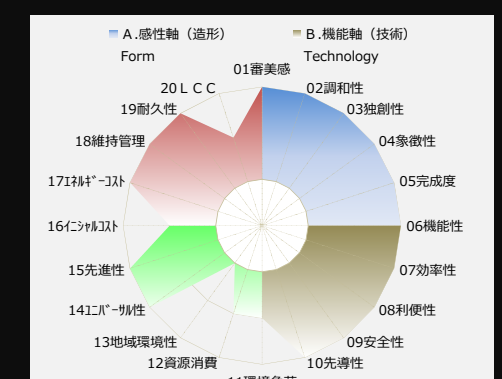 A.感性軸（造形）
Form
B.機能軸（技術）
Technology
01審美感
02調和性
03独創性
04象徴性
05完成度
06機能性
07効率性
08利便性
09安全性
10先導性
11環境負荷
12資源消費
13地域環境性
14ﾕﾆﾊﾞｰｻﾙ性
15先進性
16ｲﾆｼｬﾙｺｽﾄ
17ｴﾈﾙｷﾞｰｺｽﾄ
18維持管理
19耐久性
20ＬＣＣ